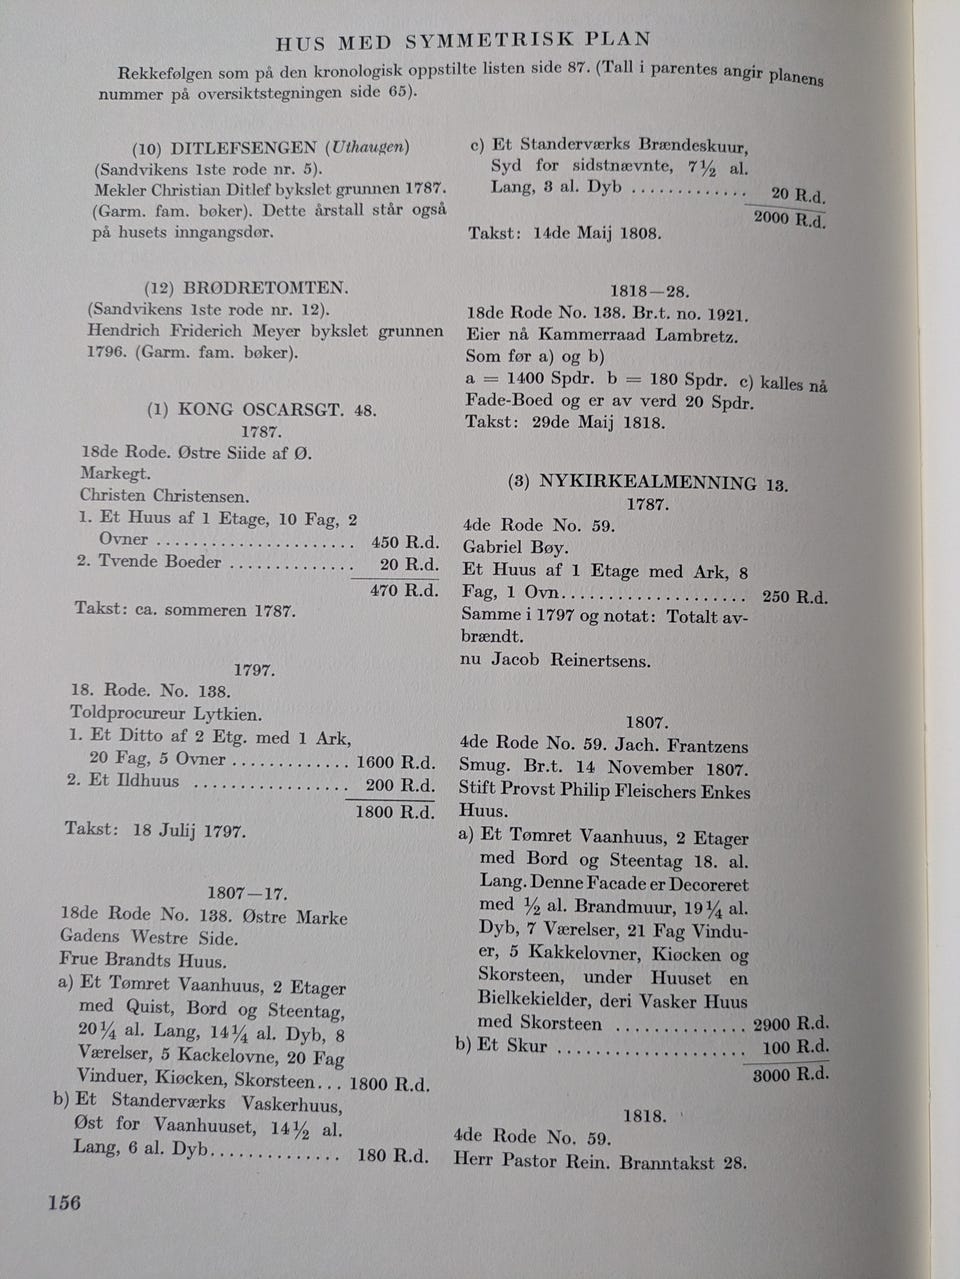 HUS MED SYMMETRISK PLAN
Rekkefølgen som på den kronologisk oppstilte listen side 87. (Tall i parentes angir planens
nummer på oversiktstegningen side 65).
(10) DITLEFSENGEN (Uthaugen)
(Sandvikens 1ste rode nr. 5).
Mekler Christian Ditlef bykslet grunnen 1787.
(Garm. fam. bøker). Dette årstall står også
på husets inngangsdør.
(12) BRØDRETOMTEN.
(Sandvikens 1ste rode nr. 12).
Hendrich Friderich Meyer bykslet grunnen
1796. (Garm. fam. bøker).
(1) KONG OSCARSGT. 48.
1787.
18de Rode. Østre Siide af Ø.
Markegt.
Christen Christensen.
1. Et Huus af 1 Etage, 10 Fag, 2
Ovner ..................... 450 R.d.
2. Tvende Boeder .............. 20 R.d.
470 R.d.
Takst: ca. sommeren 1787.
1797.
18. Rode. No. 138.
Toldprocureur Lytkien.
1. Et Ditto af 2 Etg. med 1 Ark,
20 Fag, 5 Ovner ............. 1600 R.d.
2. Et Ildhuus ................. 200 R.d.
1800 R.d.
Takst: 18 Julij 1797.
1807—17.
18de Rode No. 138. Østre Marke
Gadens Westre Side.
Frue Brandts Huus.
a) Et Tømret Vaanhuus, 2 Etager
med Quist, Bord og Steentag,
20¼ al. Lang, 14¼ al. Dyb, 8
Værelser, 5 Kackelovne, 20 Fag
Vinduer, Kiøcken, Skorsteen... 1800 R.d.
b) Et Standerværks Vaskerhuus,
Øst for Vaanhuuset, 14½ al.
Lang, 6 al. Dyb.............. 180 R.d.
156
c) Et Standerværks Brændeskuur,
Syd for sidstnævnte, 7½ al.
Lang, 3 al. Dyb ............. 20 R.d.
2000 R.d.
Takst: 14de Maij 1808.
1818—28.
18de Rode No. 138. Br.t. no. 1921.
Eier nå Kammerraad Lambretz.
Som før a) og b)
a = 1400 Spdr. b = 180 Spdr. c) kalles nå
Fade-Boed og er av verd 20 Spdr.
Takst: 29de Maij 1818.
(3) NYKIRKEALMENNING 13.
1787.
4de Rode No. 59.
Gabriel Bøy.
Et Huus af 1 Etage med Ark, 8
Fag, 1 Ovn................... 250 R.d.
Samme i 1797 og notat: Totalt av-
brændt.
nu Jacob Reinertsens.
1807.
4de Rode No. 59. Jach. Frantzens
Smug. Br.t. 14 November 1807.
Stift Provst Philip Fleischers Enkes
Huus.
a) Et Tømret Vaanhuus, 2 Etager
med Bord og Steentag 18. al.
Lang. Denne Facade er Decoreret
med ½ al. Brandmuur, 19¼ al.
Dyb, 7 Værelser, 21 Fag Vindu-
er, 5 Kakkelovner, Kiøcken og
Skorsteen, under Huuset en
Bielkekielder, deri Vasker Huus
med Skorsteen .............. 2900 R.d.
b) Et Skur .................... 100 R.d.
3000 R.d.
1818.
4de Rode No. 59.
Herr Pastor Rein. Branntakst 28.